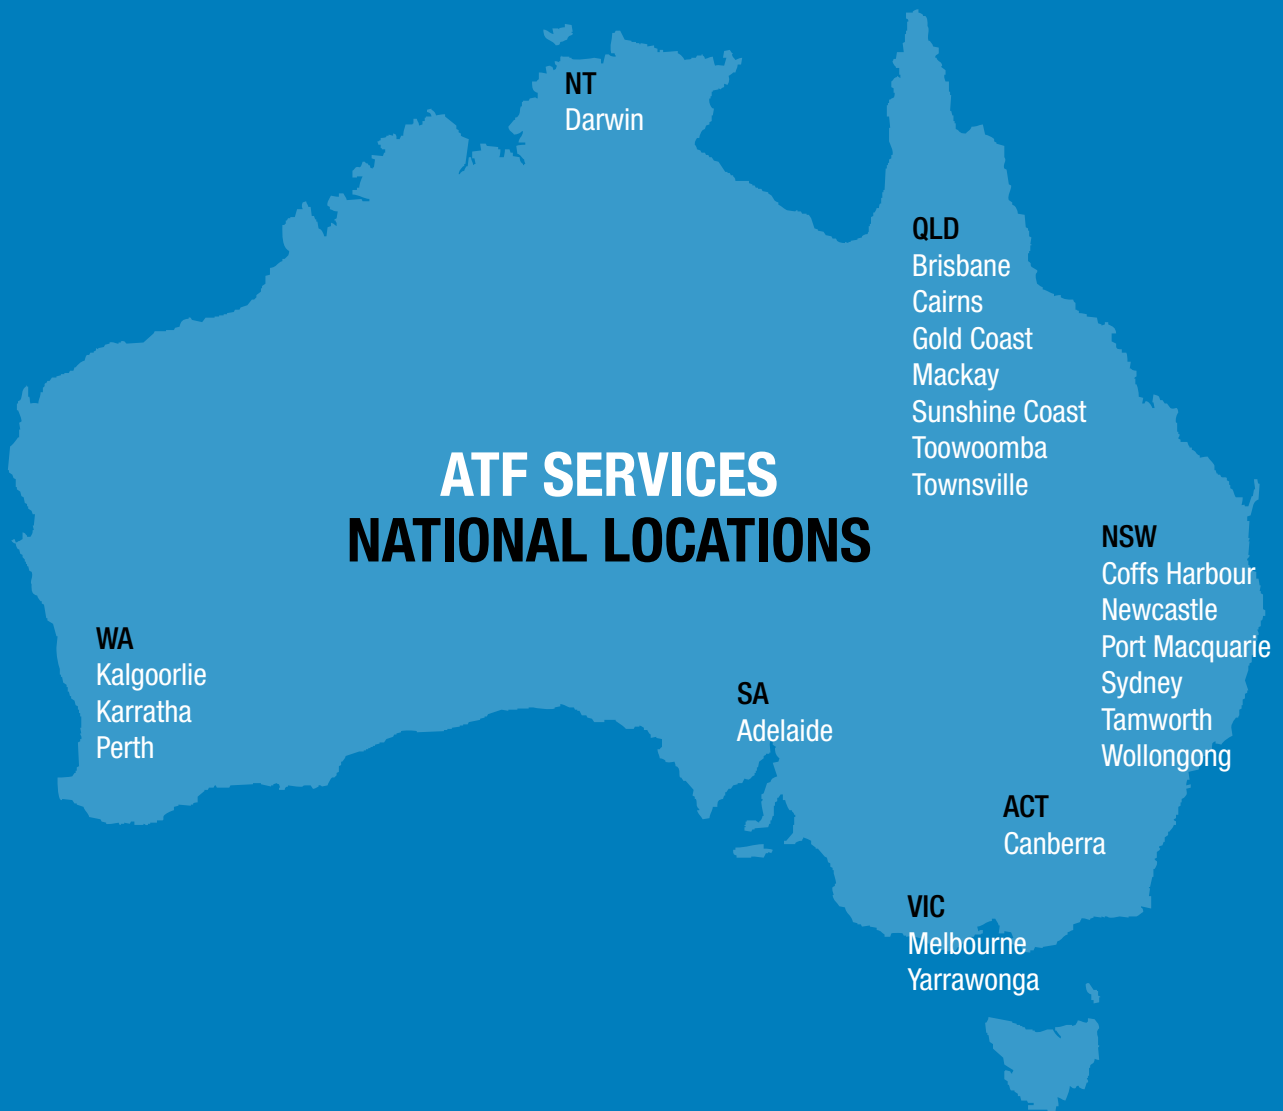 NT
Darwin
QLD
Brisbane
Cairns
Gold Coast
Mackay
Sunshine Coast
Toowoomba
Townsville
ATF SERVICES
NATIONAL LOCATIONS
NSW
Coffs Harbour
Newcastle
Port Macquarie
Sydney
Tamworth
Wollongong
WA
Kalgoorlie
Karratha
Perth
SA
Adelaide
ACT
Canberra
VIC
Melbourne
Yarrawonga